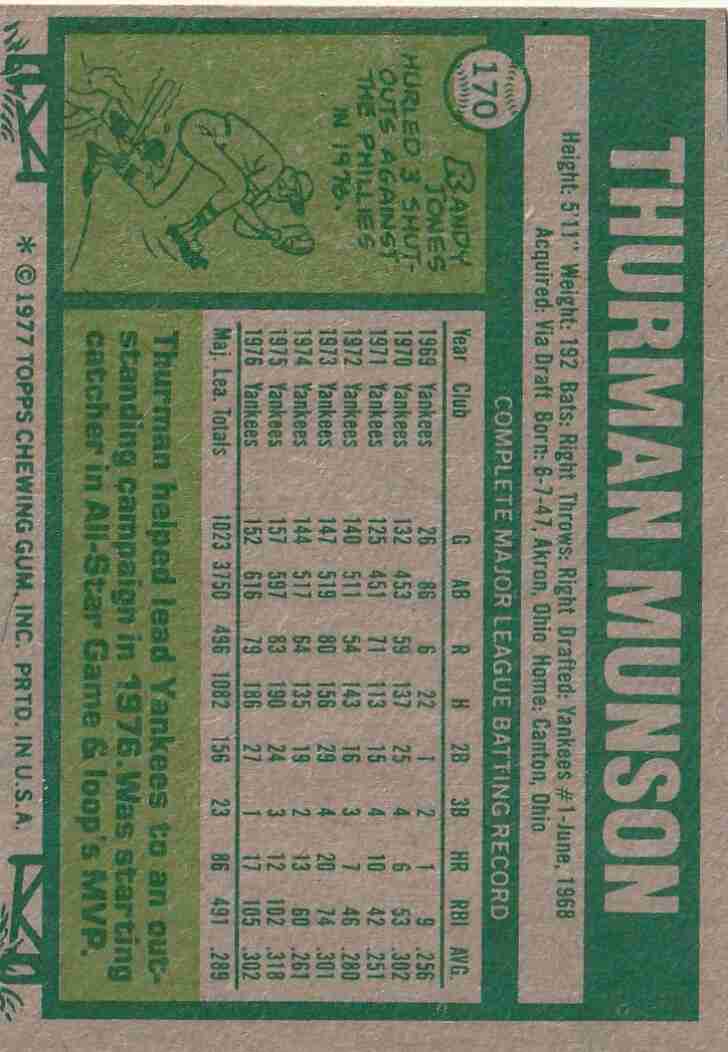 THURMAN MUNSON
Height: 5'11" Weight: 192 Bats: Right Throws: Right Drafted: Yankees #1-June, 1968
Acquired: Via Draft Born: 6-7-47, Akron, Ohio Home: Canton, Ohio
170
RANDY
JONES
HURLED 3 SHUT-
OUTS AGAINST
THE PHILLIES
IN 1976.
COMPLETE MAJOR LEAGUE BATTING RECORD
Year Club G AB R H 2B 3B HR RBI AVG.
1969 Yankees 26 86 6 22 1 2 1 9 .256
1970 Yankees 132 453 59 137 25 4 6 53 .302
1971 Yankees 125 451 71 113 15 4 10 42 .251
1972 Yankees 140 511 54 143 16 3 7 46 .280
1973 Yankees 147 519 80 156 29 4 20 74 .301
1974 Yankees 144 517 64 135 19 2 13 60 .261
1975 Yankees 157 597 83 190 24 3 12 102 .318
1976 Yankees 152 616 79 186 27 1 17 105 .302
Maj. Lea. Totals 1023 3750 496 1082 156 23 86 491 .289
Thurman helped lead Yankees to an out-
standing campaign in 1976. Was starting
catcher in All-Star Game & loop's MVP.
* © 1977 TOPPS CHEWING GUM, INC. PRTD. IN U.S.A.